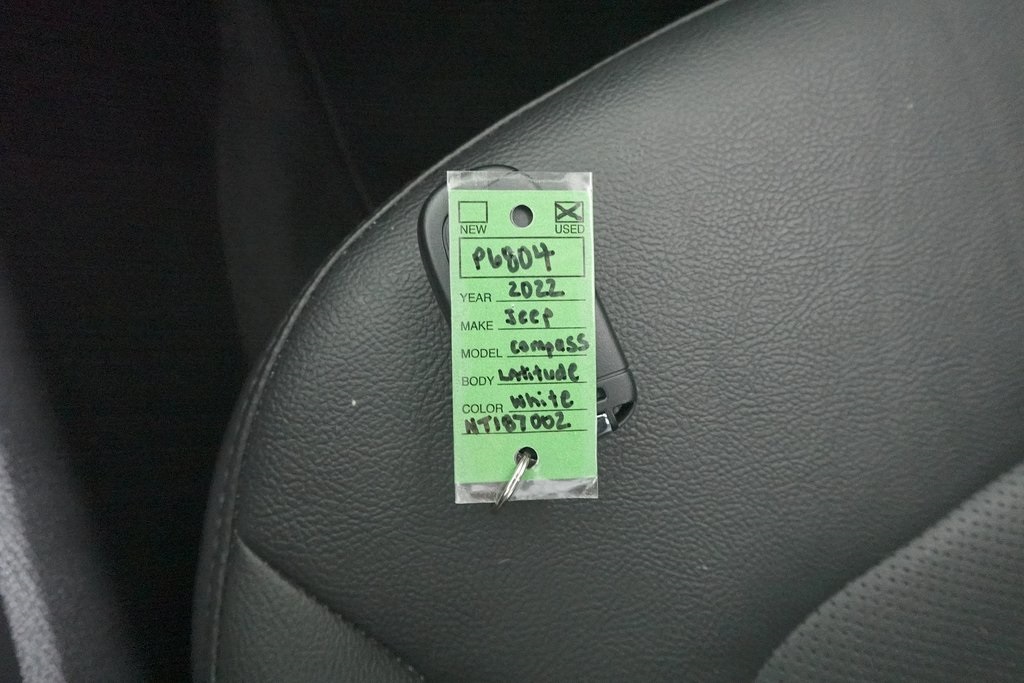 NEW USED
P6804
YEAR 2022
MAKE Jeep
MODEL compass
BODY Latitude
COLOR White
NT187002